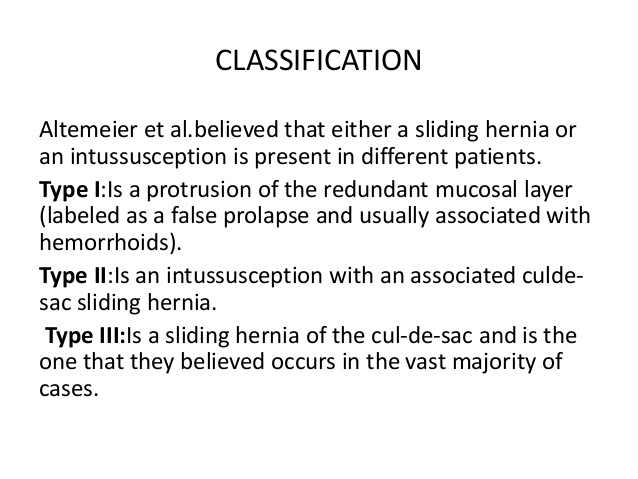 CLASSIFICATION
Altemeier et al.believed that either a sliding hernia or
an intussusception is present in different patients.
Type I:Is a protrusion of the redundant mucosal layer
(labeled as a false prolapse and usually associated with
hemorrhoids).
Type II:Is an intussusception with an associated culde-
sac sliding hernia.
Type III:Is a sliding hernia of the cul-de-sac and is the
one that they believed occurs in the vast majority of
cases.